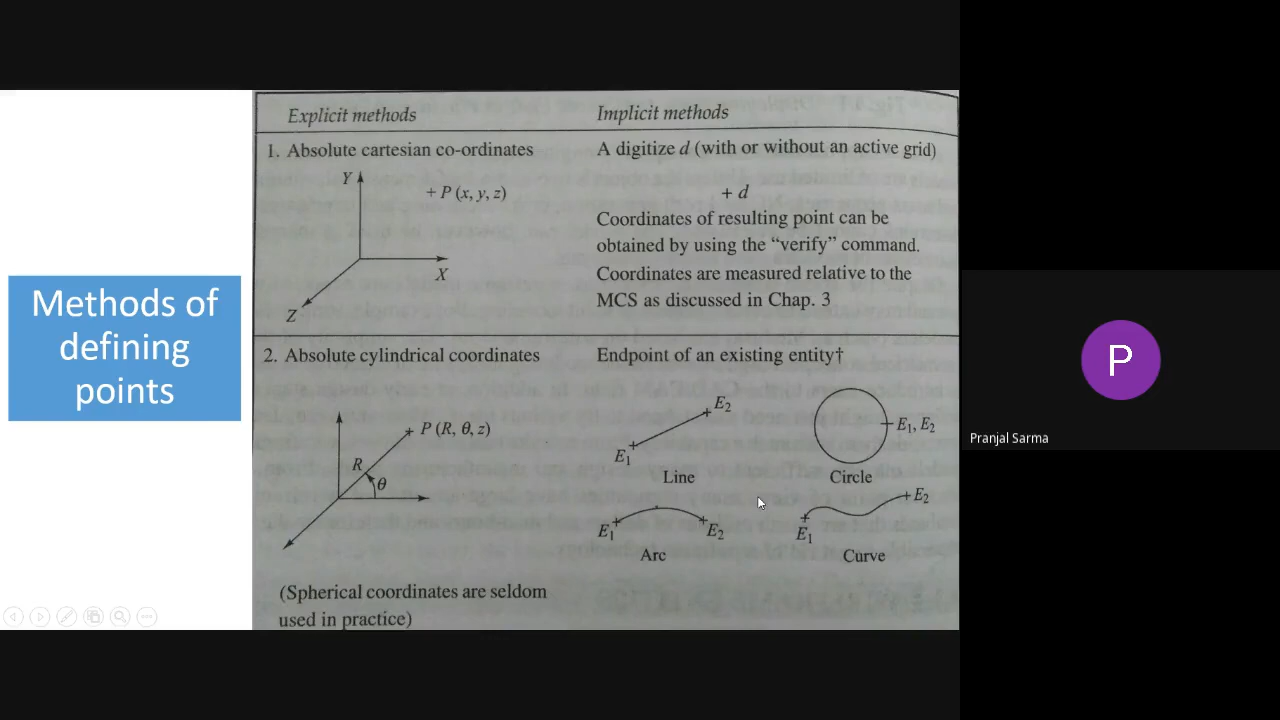 Methods of
defining
points
Explicit methods
Implicit methods
1. Absolute cartesian co-ordinates
Y
+ P (x, y, z)
X
Z
A digitize d (with or without an active grid)
+ d
Coordinates of resulting point can be
obtained by using the “verify” command.
Coordinates are measured relative to the
MCS as discussed in Chap. 3
2. Absolute cylindrical coordinates
P (R, θ, z)
R
θ
(Spherical coordinates are seldom
used in practice)
Endpoint of an existing entity†
E2
E1
Line
E1, E2
Circle
E1
E2
Arc
E2
E1
Curve
P
Pranjal Sarma